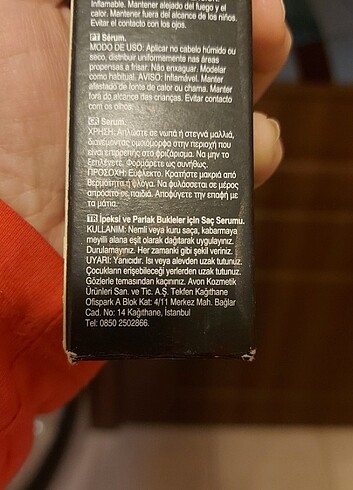 Inflamable. Mantener alejado del fuego y el
calor. Mantener fuera del alcance de los niños.
Evitar el contacto con los ojos.
PT Sérum.
MODO DE USO: Aplicar no cabelo húmido ou
seco, distribuir uniformemente nas áreas
propensas a frisar. Não enxaguar. Modelar
como habitual. AVISO: Inflamável. Manter
afastado de fonte de calor ou chama. Manter
fora do alcance das crianças. Evitar contacto
com os olhos.
Serum.
ΧΡΗΣΗ: Απλώστε σε νωπά ή στεγνά μαλλιά,
διανέμοντας ομοιόμορφα στην περιοχή που
είναι επιρρεπής στο φριζάρισμα. Να μην το
ξεπλένετε. Φορμάρετε ως συνήθως.
ΠΡΟΣΟΧΗ: Εύφλεκτο. Κρατήστε μακριά από
θερμότητα ή φλόγα. Να φυλάσσεται σε μέρος
απρόσιτο σε παιδιά. Αποφύγετε την επαφή με
τα μάτια.
TR İpeksi ve Parlak Bukleler için Saç Serumu.
KULLANIM: Nemli veya kuru saça, kabarmaya
meyilli alana eşit olarak dağıtarak uygulayınız.
Durulamayınız. Her zamanki gibi şekil veriniz.
UYARI: Yanıcıdır. Isı veya alevden uzak tutunuz.
Çocukların erişebileceği yerlerden uzak tutunuz.
Gözlerle temasından kaçınınız. Avon Kozmetik
Ürünleri San. ve Tic. A.Ş. Tekfen Kağıthane
Ofispark A Blok Kat: 4/11 Merkez Mah. Bağlar
Cad. No: 14 Kağıthane, İstanbul
Tel: 0850 2502866.